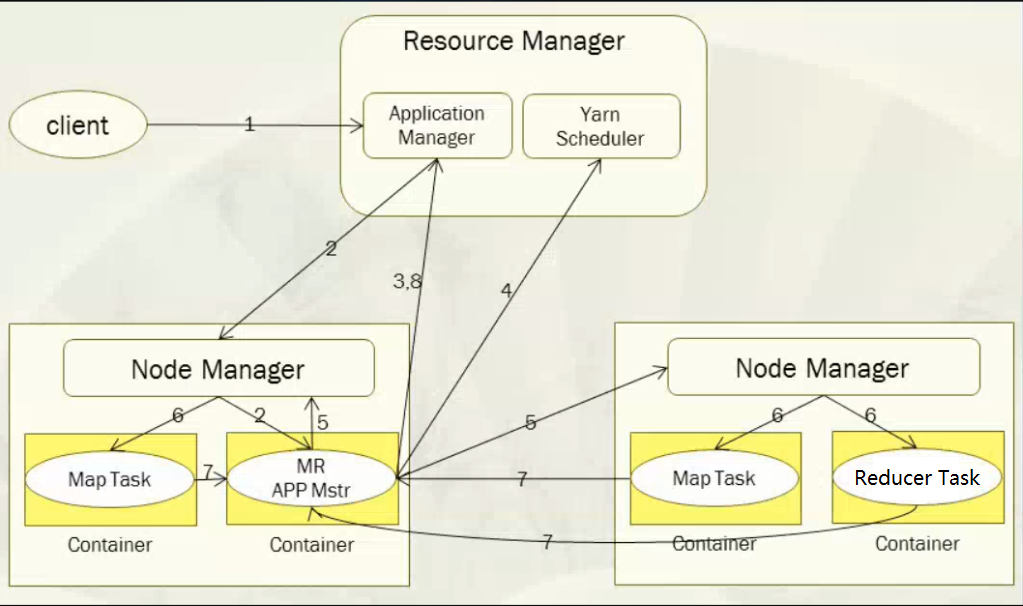 Resource Manager
client
1
Application
Manager
Yarn
Scheduler
2
3,8
4
Node Manager
6
2
5
Map Task
7
MR
APP Mstr
Container
Container
5
7
7
Node Manager
6
6
Map Task
Reducer Task
Container
Container